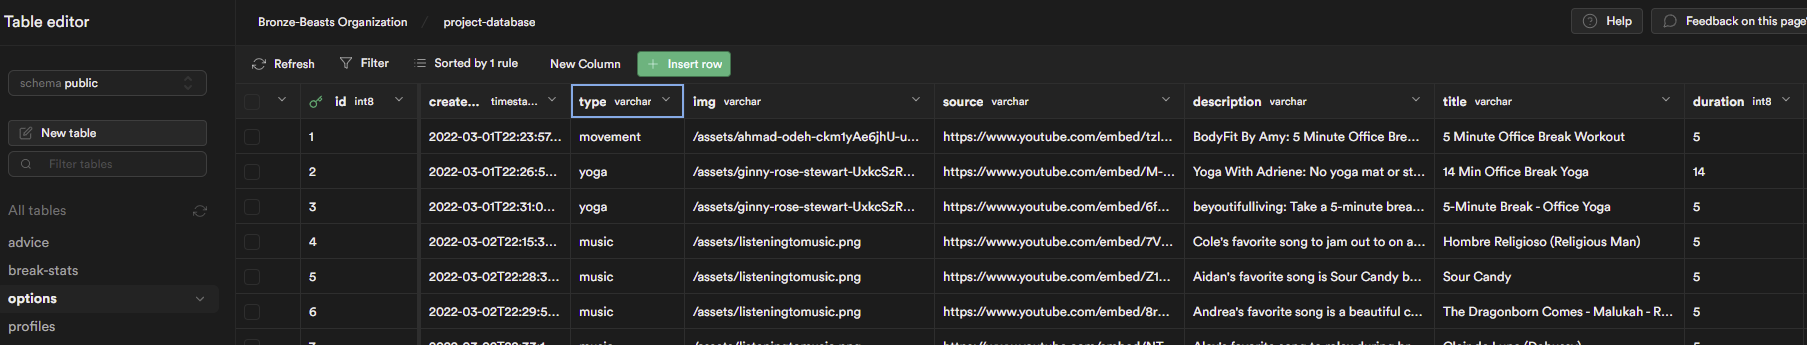 Table editor
Bronze-Beasts Organization / project-database
Help
Feedback on this page?
schema public
Refresh Filter Sorted by 1 rule New Column + Insert row
New table
Filter tables
All tables
advice
break-stats
options
profiles
id int8 create... timesta... type varchar img varchar source varchar description varchar title varchar duration int8
1 2022-03-01T22:23:57... movement /assets/ahmad-odeh-ckm1yAe6jhU-u... https://www.youtube.com/embed/tzI... BodyFit By Amy: 5 Minute Office Bre... 5 Minute Office Break Workout 5
2 2022-03-01T22:26:5... yoga /assets/ginny-rose-stewart-UxkcSzR... https://www.youtube.com/embed/M-... Yoga With Adriene: No yoga mat or st... 14 Min Office Break Yoga 14
3 2022-03-01T22:31:0... yoga /assets/ginny-rose-stewart-UxkcSzR... https://www.youtube.com/embed/6f... beyoutifulliving: Take a 5-minute brea... 5-Minute Break - Office Yoga 5
4 2022-03-02T22:15:3... music /assets/listeningtomusic.png https://www.youtube.com/embed/7V... Cole's favorite song to jam out to on a... Hombre Religioso (Religious Man) 5
5 2022-03-02T22:28:3... music /assets/listeningtomusic.png https://www.youtube.com/embed/Z1... Aidan's favorite song is Sour Candy b... Sour Candy 5
6 2022-03-02T22:29:5... music /assets/listeningtomusic.png https://www.youtube.com/embed/8r... Andrea's favorite song is a beautiful c... The Dragonborn Comes - Malukah - R... 5